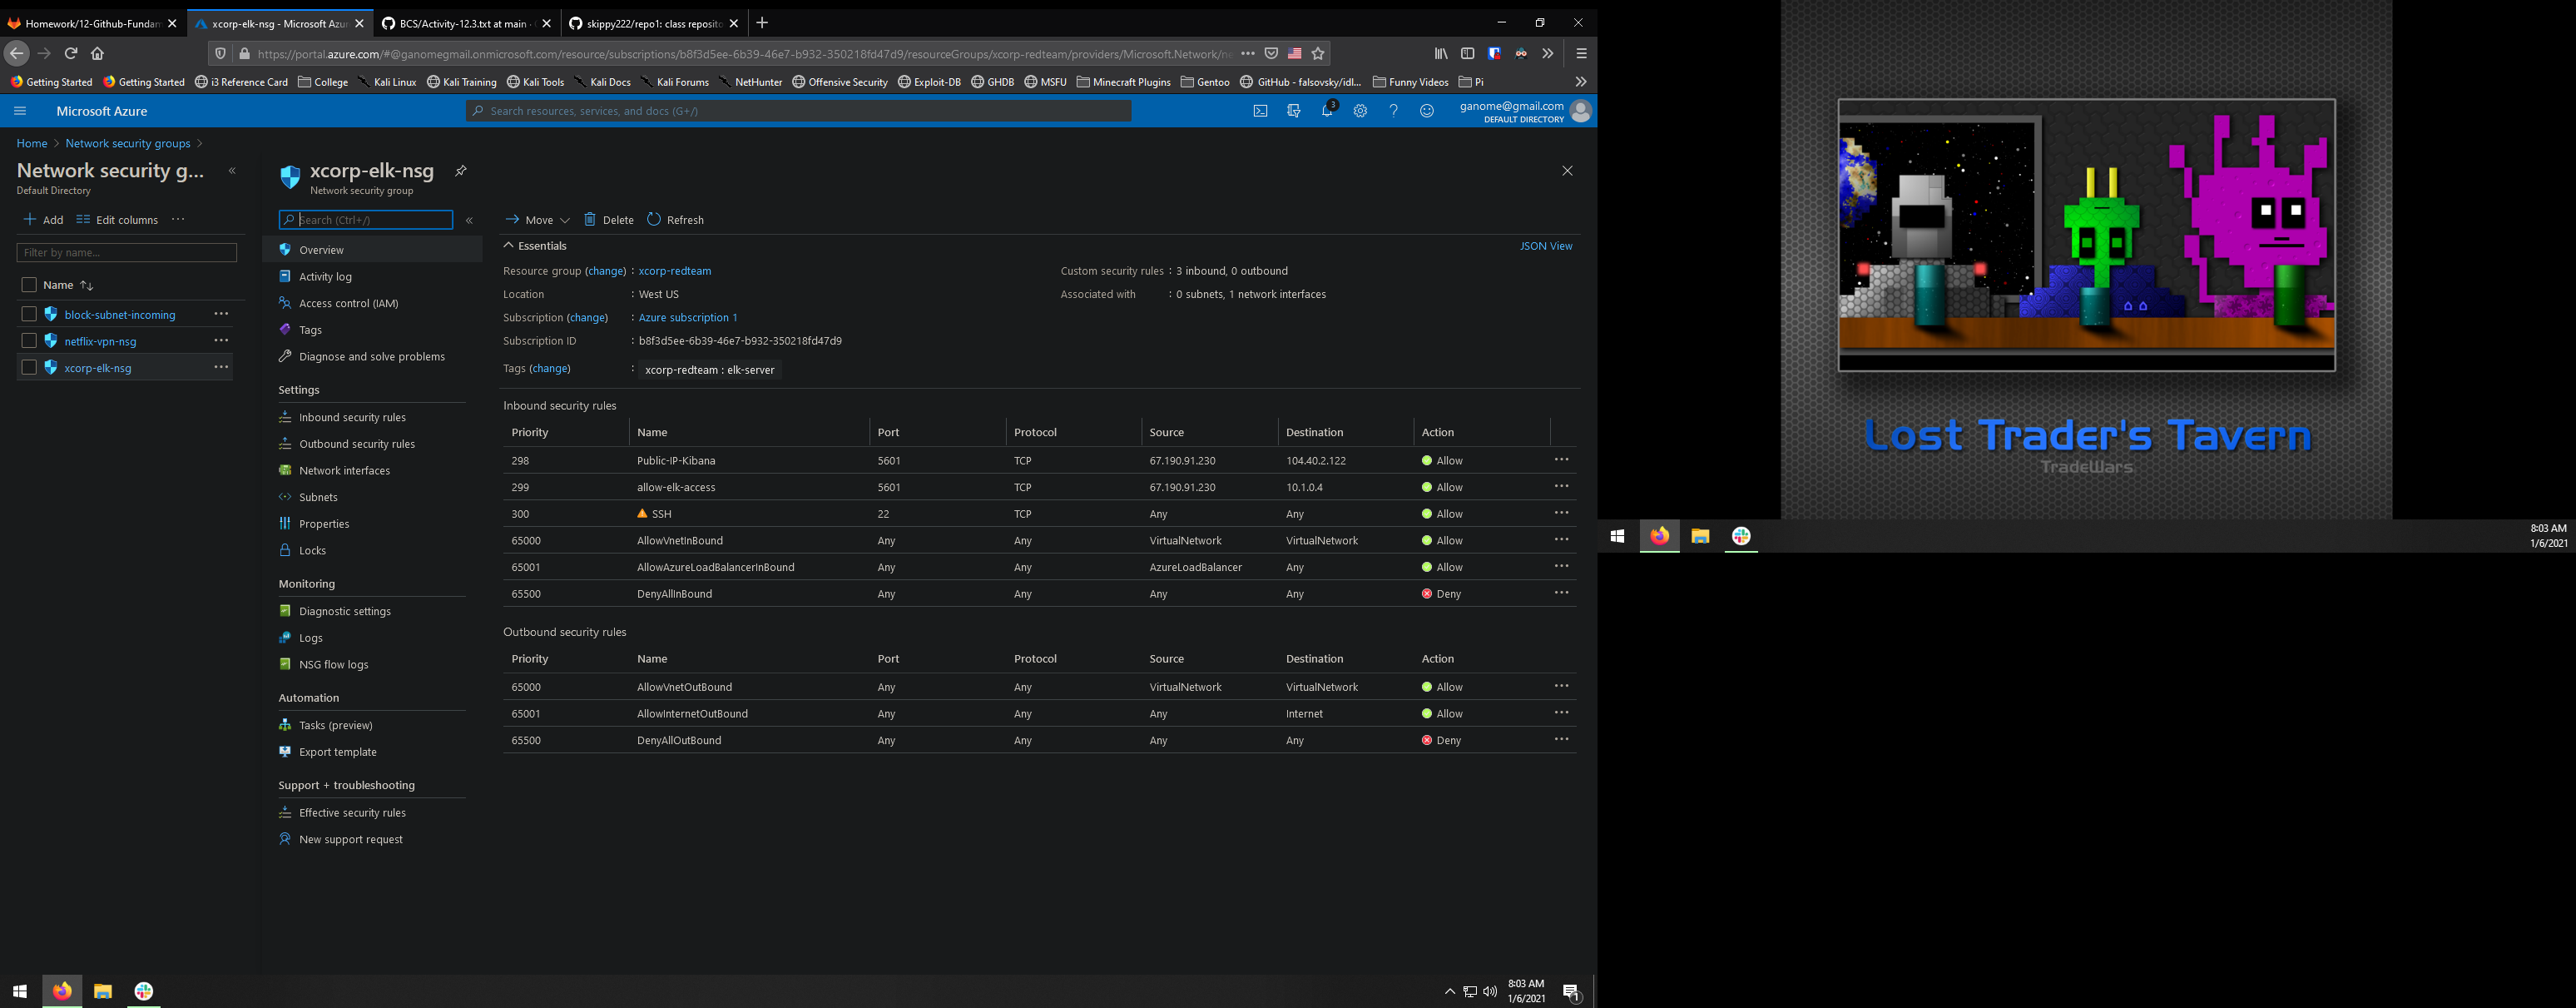 Homework/12-Github-Fundam
xcorp-elk-nsg - Microsoft Azur
BCS/Activity-12.3.txt at main ·
skippy222/repo1: class reposito
https://portal.azure.com/#@ganomegmail.onmicrosoft.com/resource/subscriptions/b8f3d5ee-6b39-46e7-b932-350218fd47d9/resourceGroups/xcorp-redteam/providers/Microsoft.Network/ne
Getting Started Getting Started i3 Reference Card College Kali Linux Kali Training Kali Tools Kali Docs Kali Forums NetHunter Offensive Security Exploit-DB GHDB MSFU Minecraft Plugins Gentoo GitHub - falsovsky/idl... Funny Videos Pi
Microsoft Azure
Search resources, services, and docs (G+/)
3
ganome@gmail.com
DEFAULT DIRECTORY
Home > Network security groups >
Network security g...
Default Directory
Add Edit columns ...
Filter by name...
Name
block-subnet-incoming ...
netflix-vpn-nsg ...
xcorp-elk-nsg ...
xcorp-elk-nsg
Network security group
Search (Ctrl+/)
Overview
Activity log
Access control (IAM)
Tags
Diagnose and solve problems
Settings
Inbound security rules
Outbound security rules
Network interfaces
Subnets
Properties
Locks
Monitoring
Diagnostic settings
Logs
NSG flow logs
Automation
Tasks (preview)
Export template
Support + troubleshooting
Effective security rules
New support request
Move Delete Refresh
Essentials
JSON View
Resource group (change) : xcorp-redteam
Location : West US
Subscription (change) : Azure subscription 1
Subscription ID : b8f3d5ee-6b39-46e7-b932-350218fd47d9
Tags (change) : xcorp-redteam : elk-server
Custom security rules : 3 inbound, 0 outbound
Associated with : 0 subnets, 1 network interfaces
Inbound security rules
Priority Name Port Protocol Source Destination Action
298 Public-IP-Kibana 5601 TCP 67.190.91.230 104.40.2.122 Allow ...
299 allow-elk-access 5601 TCP 67.190.91.230 10.1.0.4 Allow ...
300 SSH 22 TCP Any Any Allow ...
65000 AllowVnetInBound Any Any VirtualNetwork VirtualNetwork Allow ...
65001 AllowAzureLoadBalancerInBound Any Any AzureLoadBalancer Any Allow ...
65500 DenyAllInBound Any Any Any Any Deny ...
Outbound security rules
Priority Name Port Protocol Source Destination Action
65000 AllowVnetOutBound Any Any VirtualNetwork VirtualNetwork Allow ...
65001 AllowInternetOutBound Any Any Any Internet Allow ...
65500 DenyAllOutBound Any Any Any Any Deny ...
8:03 AM
1/6/2021
1
Lost Trader's Tavern
TradeWars
8:03 AM
1/6/2021